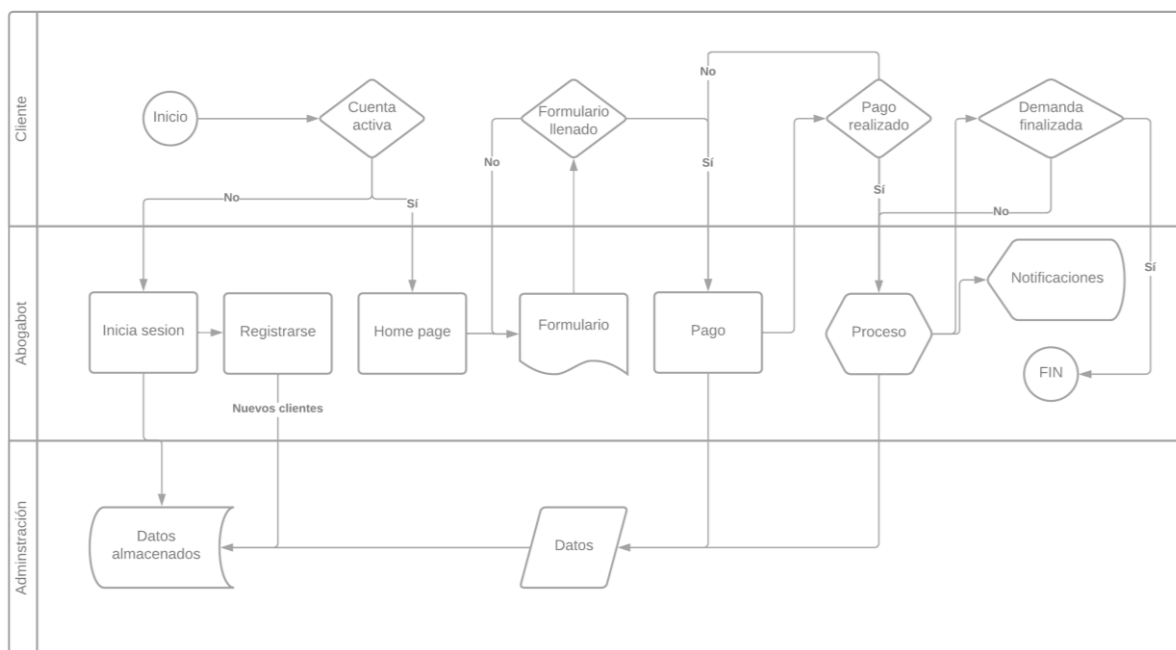 Cliente
Inicio
Cuenta
activa
Formulario
llenado
Pago
realizado
Demanda
finalizada
No
No
Sí
No
Sí
Sí
No
Sí
Abogabot
Inicia sesion
Registrarse
Home page
Formulario
Pago
Proceso
Notificaciones
FIN
Nuevos clientes
Adminstración
Datos
almacenados
Datos